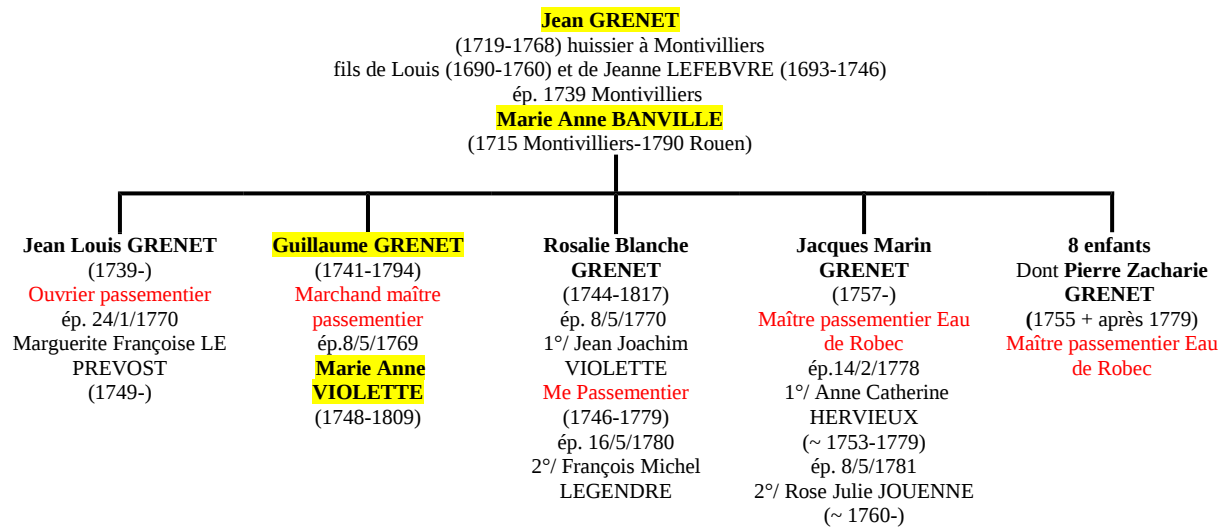 Jean GRENET
(1719-1768) huissier à Montivilliers
fils de Louis (1690-1760) et de Jeanne LEFEBVRE (1693-1746)
ép. 1739 Montivilliers
Marie Anne BANVILLE
(1715 Montivilliers-1790 Rouen)
Jean Louis GRENET
(1739-)
Ouvrier passementier
ép. 24/1/1770
Marguerite Françoise LE
PREVOST
(1749-)
Guillaume GRENET
(1741-1794)
Marchand maître
passementier
ép.8/5/1769
Marie Anne
VIOLETTE
(1748-1809)
Rosalie Blanche
GRENET
(1744-1817)
ép. 8/5/1770
1°/ Jean Joachim
VIOLETTE
Me Passementier
(1746-1779)
ép. 16/5/1780
2°/ François Michel
LEGENDRE
Jacques Marin
GRENET
(1757-)
Maître passementier Eau
de Robec
ép.14/2/1778
1°/ Anne Catherine
HERVIEUX
(~ 1753-1779)
ép. 8/5/1781
2°/ Rose Julie JOUENNE
(~ 1760-)
8 enfants
Dont Pierre Zacharie
GRENET
(1755 + après 1779)
Maître passementier Eau
de Robec